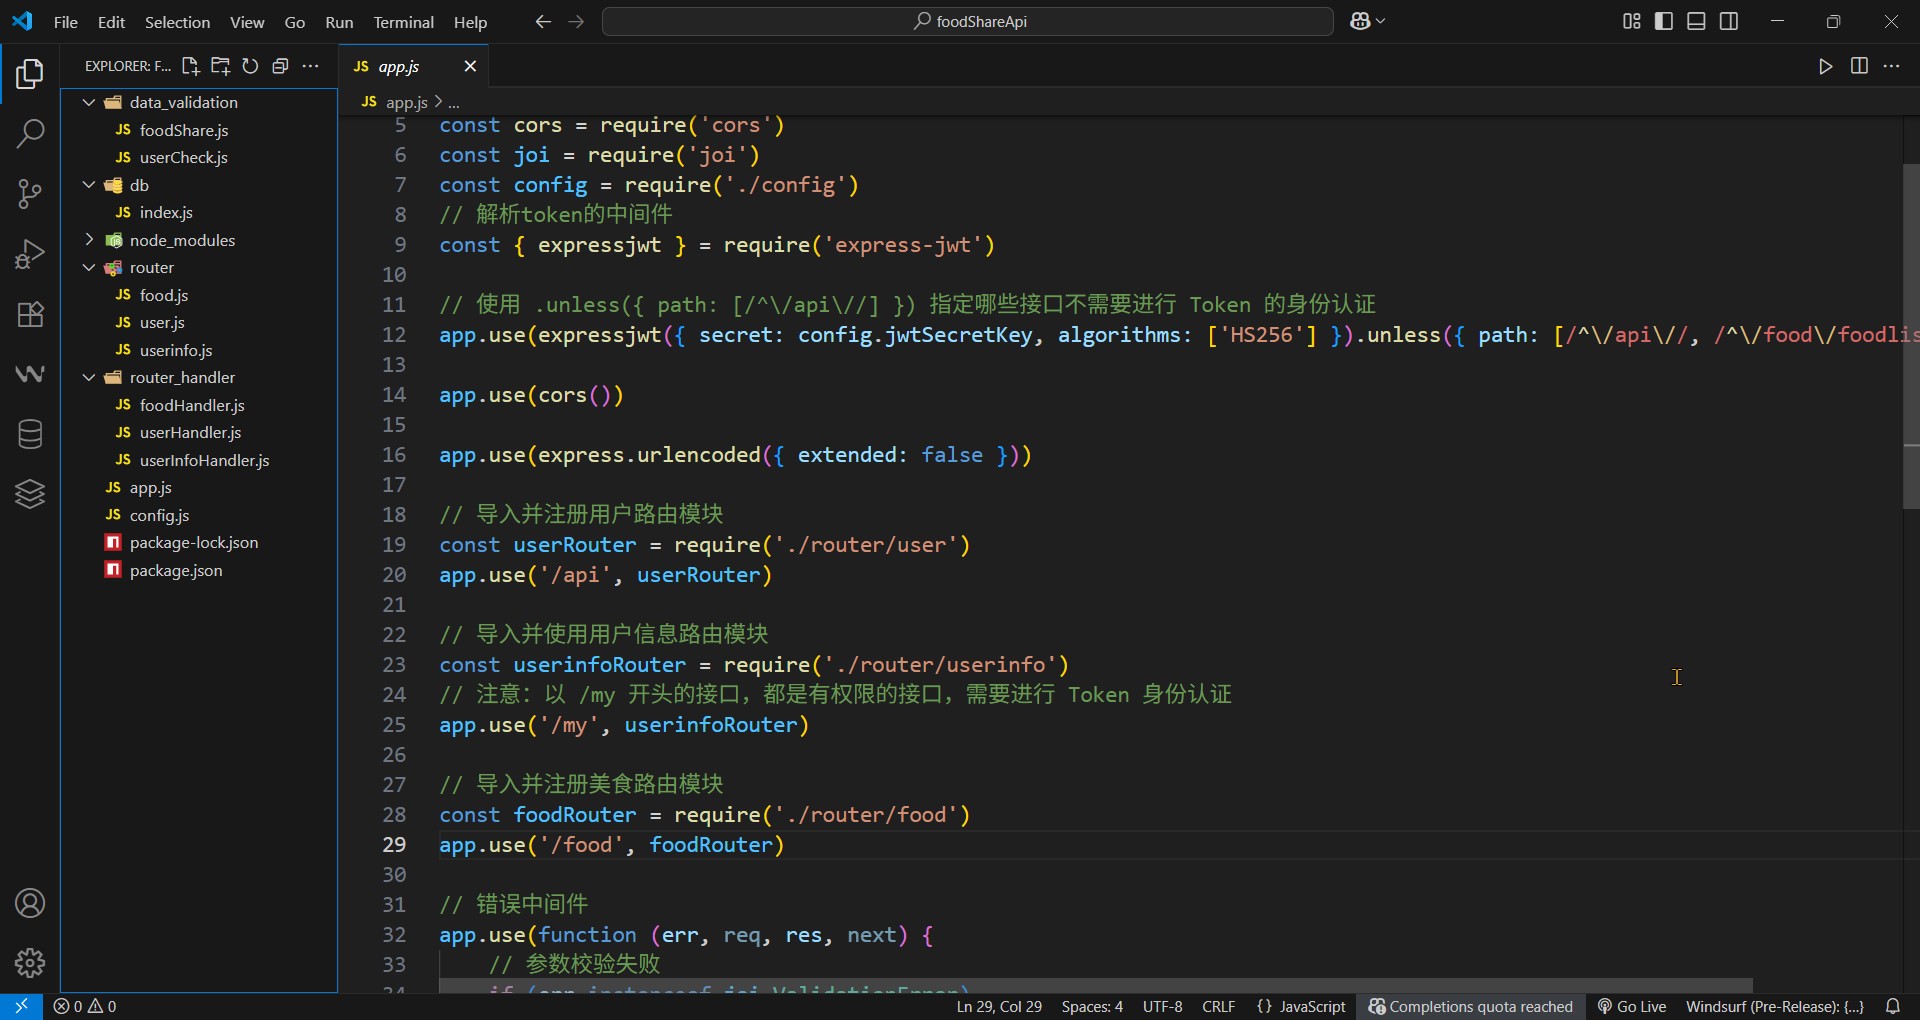 File Edit Selection View Go Run Terminal Help
foodShareApi
EXPLORER: F...
data_validation
JS foodShare.js
JS userCheck.js
db
JS index.js
node_modules
router
JS food.js
JS user.js
JS userinfo.js
router_handler
JS foodHandler.js
JS userHandler.js
JS userInfoHandler.js
JS app.js
JS config.js
package-lock.json
package.json
JS app.js
JS app.js > ...
5 const cors = require('cors')
6 const joi = require('joi')
7 const config = require('./config')
8 // 解析token的中间件
9 const { expressjwt } = require('express-jwt')
10
11 // 使用 .unless({ path: [/^\/api\//] }) 指定哪些接口不需要进行 Token 的身份认证
12 app.use(expressjwt({ secret: config.jwtSecretKey, algorithms: ['HS256'] }).unless({ path: [/^\/api\//, /^\/food\/foodlis
13
14 app.use(cors())
15
16 app.use(express.urlencoded({ extended: false }))
17
18 // 导入并注册用户路由模块
19 const userRouter = require('./router/user')
20 app.use('/api', userRouter)
21
22 // 导入并使用用户信息路由模块
23 const userinfoRouter = require('./router/userinfo')
24 // 注意：以 /my 开头的接口，都是有权限的接口，需要进行 Token 身份认证
25 app.use('/my', userinfoRouter)
26
27 // 导入并注册美食路由模块
28 const foodRouter = require('./router/food')
29 app.use('/food', foodRouter)
30
31 // 错误中间件
32 app.use(function (err, req, res, next) {
33 // 参数校验失败
34 if (err instanceof joi.ValidationError)
0 0
Ln 29, Col 29 Spaces: 4 UTF-8 CRLF {} JavaScript Completions quota reached Go Live Windsurf (Pre-Release): {...}